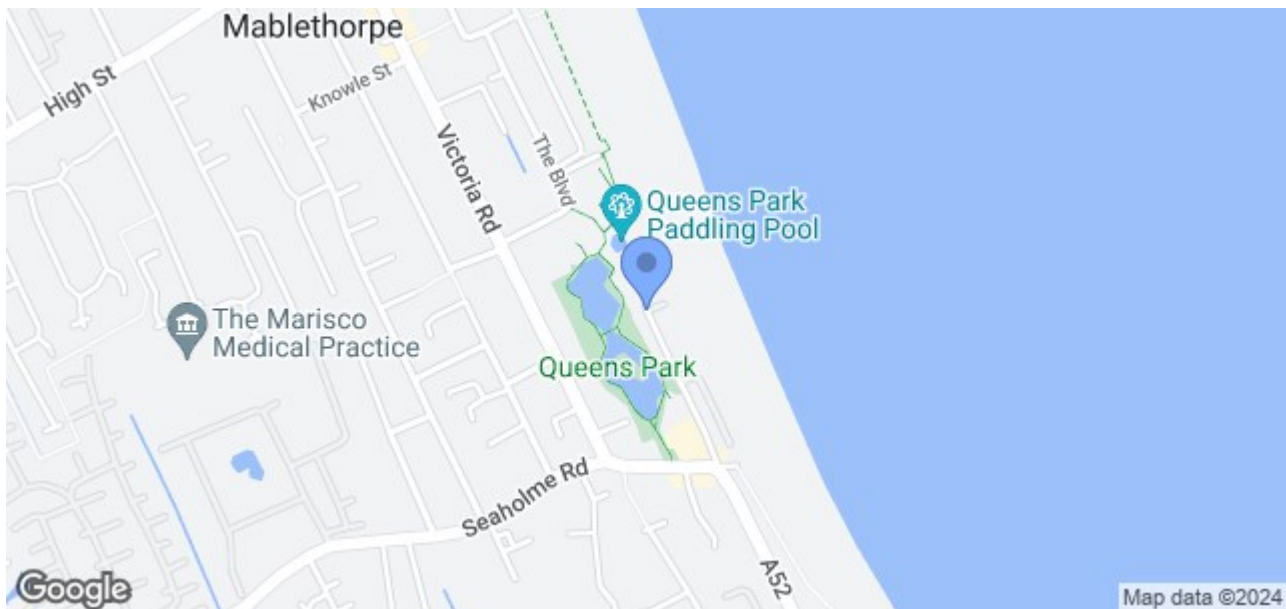 Mablethorpe
High St
Knowle St
Victoria Rd
The Blvd
Queens Park
Paddling Pool
The Marisco
Medical Practice
Queens Park
Seaholme Rd
A52
Google
Map data ©2024